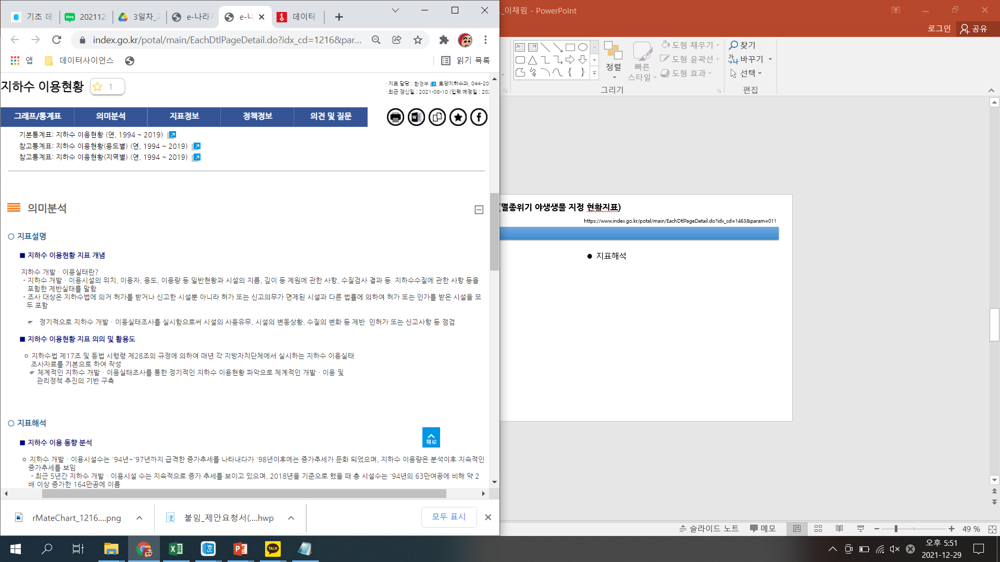 기초 데
2021122
3일차_고
e-나라지
e-나
데이터
index.go.kr/potal/main/EachDtlPageDetail.do?idx_cd=1216&par...
앱
데이터사이언스
읽기 목록
지하수 이용현황
1
· 지표 담당 : 환경부 , 토양지하수과, 044-20
· 최근 갱신일 : 2021-08-10 (입력 예정일 : 202
그래프/통계표
의미분석
지표정보
정책정보
의견 및 질문
기본통계표: 지하수 이용현황 (연, 1994 ~ 2019)
참고통계표: 지하수 이용현황(용도별) (연, 1994 ~ 2019)
참고통계표: 지하수 이용현황(지역별) (연, 1994 ~ 2019)
의미분석
○ 지표설명
■ 지하수 이용현황 지표 개념
지하수 개발ㆍ이용실태란?
- 지하수 개발ㆍ이용시설의 위치, 이용자, 용도, 이용량 등 일반현황과 시설의 지름, 깊이 등 제원에 관한 사항, 수질검사 결과 등 지하수수질에 관한 사항 등을
포함한 제반실태를 말함
- 조사 대상은 지하수법에 의거 허가를 받거나 신고한 시설뿐 아니라 허가 또는 신고의무가 면제된 시설과 다른 법률에 의하여 허가 또는 인가를 받은 시설을 모
두 포함
☞ 정기적으로 지하수 개발ㆍ이용실태조사를 실시함으로써 시설의 사용유무, 시설의 변동상황, 수질의 변화 등 제반 인허가 또는 신고사항 등 점검
■ 지하수 이용현황 지표 의의 및 활용도
ㅇ 지하수법 제17조 및 동법 시행령 제28조의 규정에 의하여 매년 각 지방자치단체에서 실시하는 지하수 이용실태
조사자료를 기본으로 하여 작성
☞ 체계적인 지하수 개발ㆍ이용실태조사를 통한 정기적인 지하수 이용현황 파악으로 체계적인 개발ㆍ이용 및
관리정책 추진의 기반 구축
○ 지표해석
위로
■ 지하수 이용 동향 분석
ㅇ 지하수 개발ㆍ이용시설수는 '94년~'97년까지 급격한 증가추세를 나타내다가 '98년이후에는 증가추세가 둔화 되었으며, 지하수 이용량은 분석이후 지속적인
증가추세를 보임
- 최근 5년간 지하수 개발ㆍ이용시설 수는 지속적으로 증가 추세를 보이고 있으며, 2018년을 기준으로 했을 때 총 시설수는 '94년의 63만여공에 비해 약 2
배 이상 증가한 164만공에 이름
rMateChart_1216....png
붙임_제안요청서(....hwp
모두 표시
_이채림 - PowerPoint
로그인
공유
정렬
빠른
스타일
도형 채우기
도형 윤곽선
도형 효과
그리기
찾기
바꾸기
선택
편집
(멸종위기 야생생물 지정 현황지표)
https://www.index.go.kr/potal/main/EachDtlPageDetail.do?idx_cd=1463&param=011
● 지표해석
슬라이드 노트
메모
49 %
TALK
오후 5:51
2021-12-29